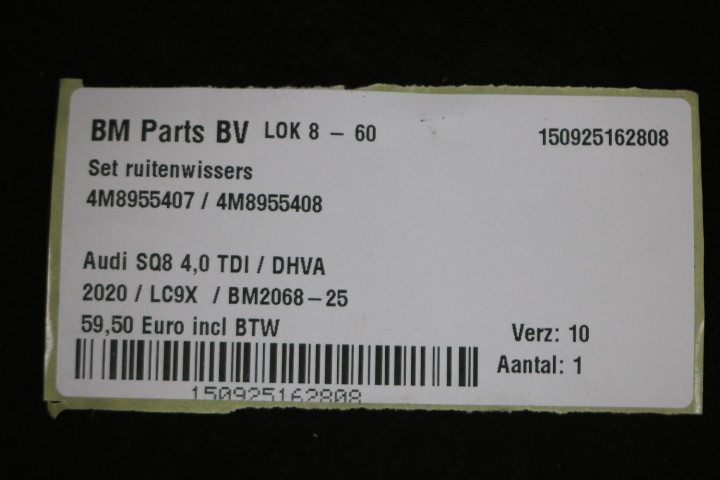 BM Parts BV LOK 8 - 60 150925162808
Set ruitenwissers
4M8955407 / 4M8955408
Audi SQ8 4,0 TDI / DHVA
2020 / LC9X / BM2068-25
59,50 Euro incl BTW
Verz: 10
Aantal: 1
150925162808